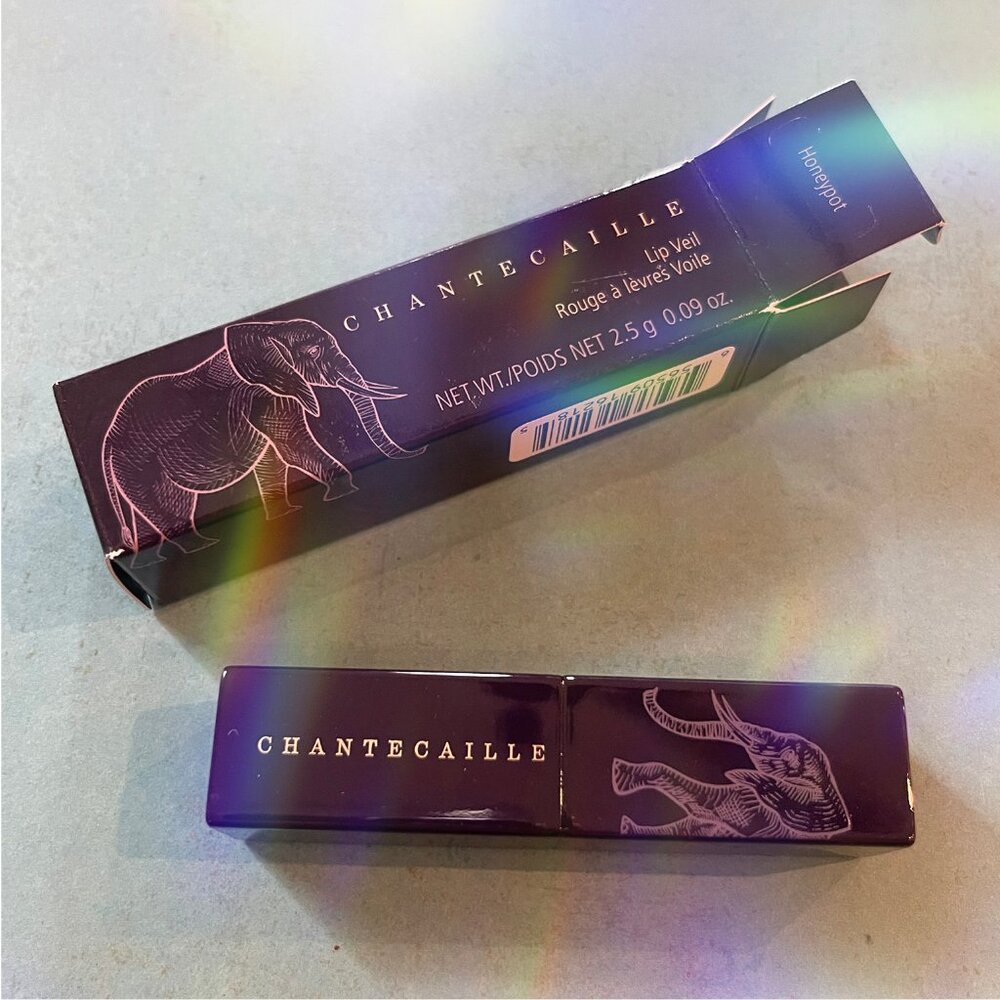 Honeypot
CHANTECAILLE
Lip Veil
Rouge à lèvres Voile
NET.WT./POIDS NET 2.5 g 0.09 oz.
CHANTECAILLE